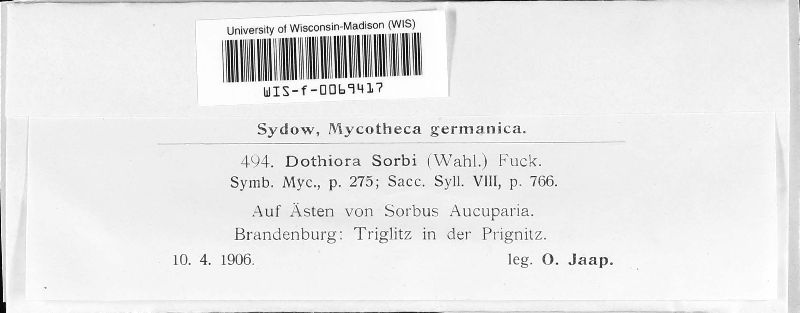 University of Wisconsin-Madison (WIS)
WIS-f-0069417
Sydow, Mycotheca germanica.
494. Dothiora Sorbi (Wahl.) Fuck.
Symb. Myc., p. 275; Sacc. Syll. VIII, p. 766.
Auf Ästen von Sorbus Aucuparia.
Brandenburg: Triglitz in der Prignitz.
10. 4. 1906. leg. O. Jaap.